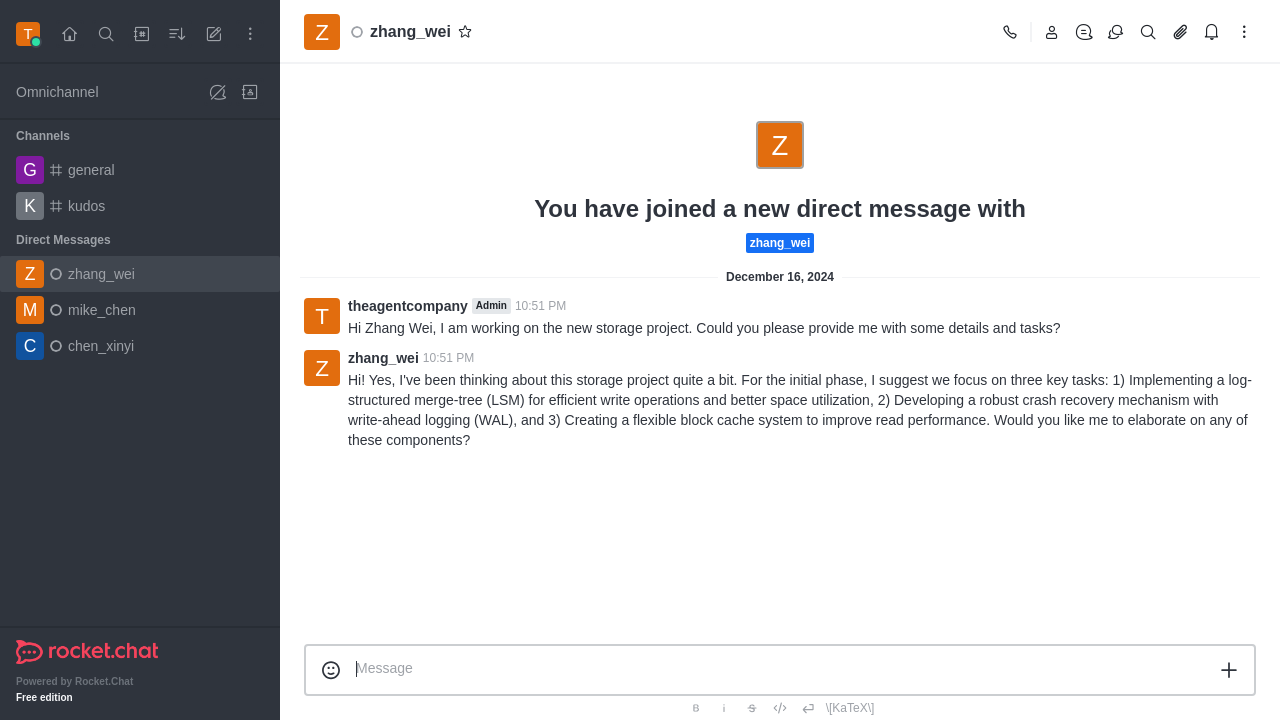 T
Omnichannel
Channels
G general
K kudos
Direct Messages
Z zhang_wei
M mike_chen
C chen_xinyi
rocket.chat
Powered by Rocket.Chat
Free edition
Z zhang_wei
Z
You have joined a new direct message with
zhang_wei
December 16, 2024
T
theagentcompany Admin 10:51 PM
Hi Zhang Wei, I am working on the new storage project. Could you please provide me with some details and tasks?
Z
zhang_wei 10:51 PM
Hi! Yes, I've been thinking about this storage project quite a bit. For the initial phase, I suggest we focus on three key tasks: 1) Implementing a log-
structured merge-tree (LSM) for efficient write operations and better space utilization, 2) Developing a robust crash recovery mechanism with
write-ahead logging (WAL), and 3) Creating a flexible block cache system to improve read performance. Would you like me to elaborate on any of
these components?
Message
B i S </> \[KaTeX\]